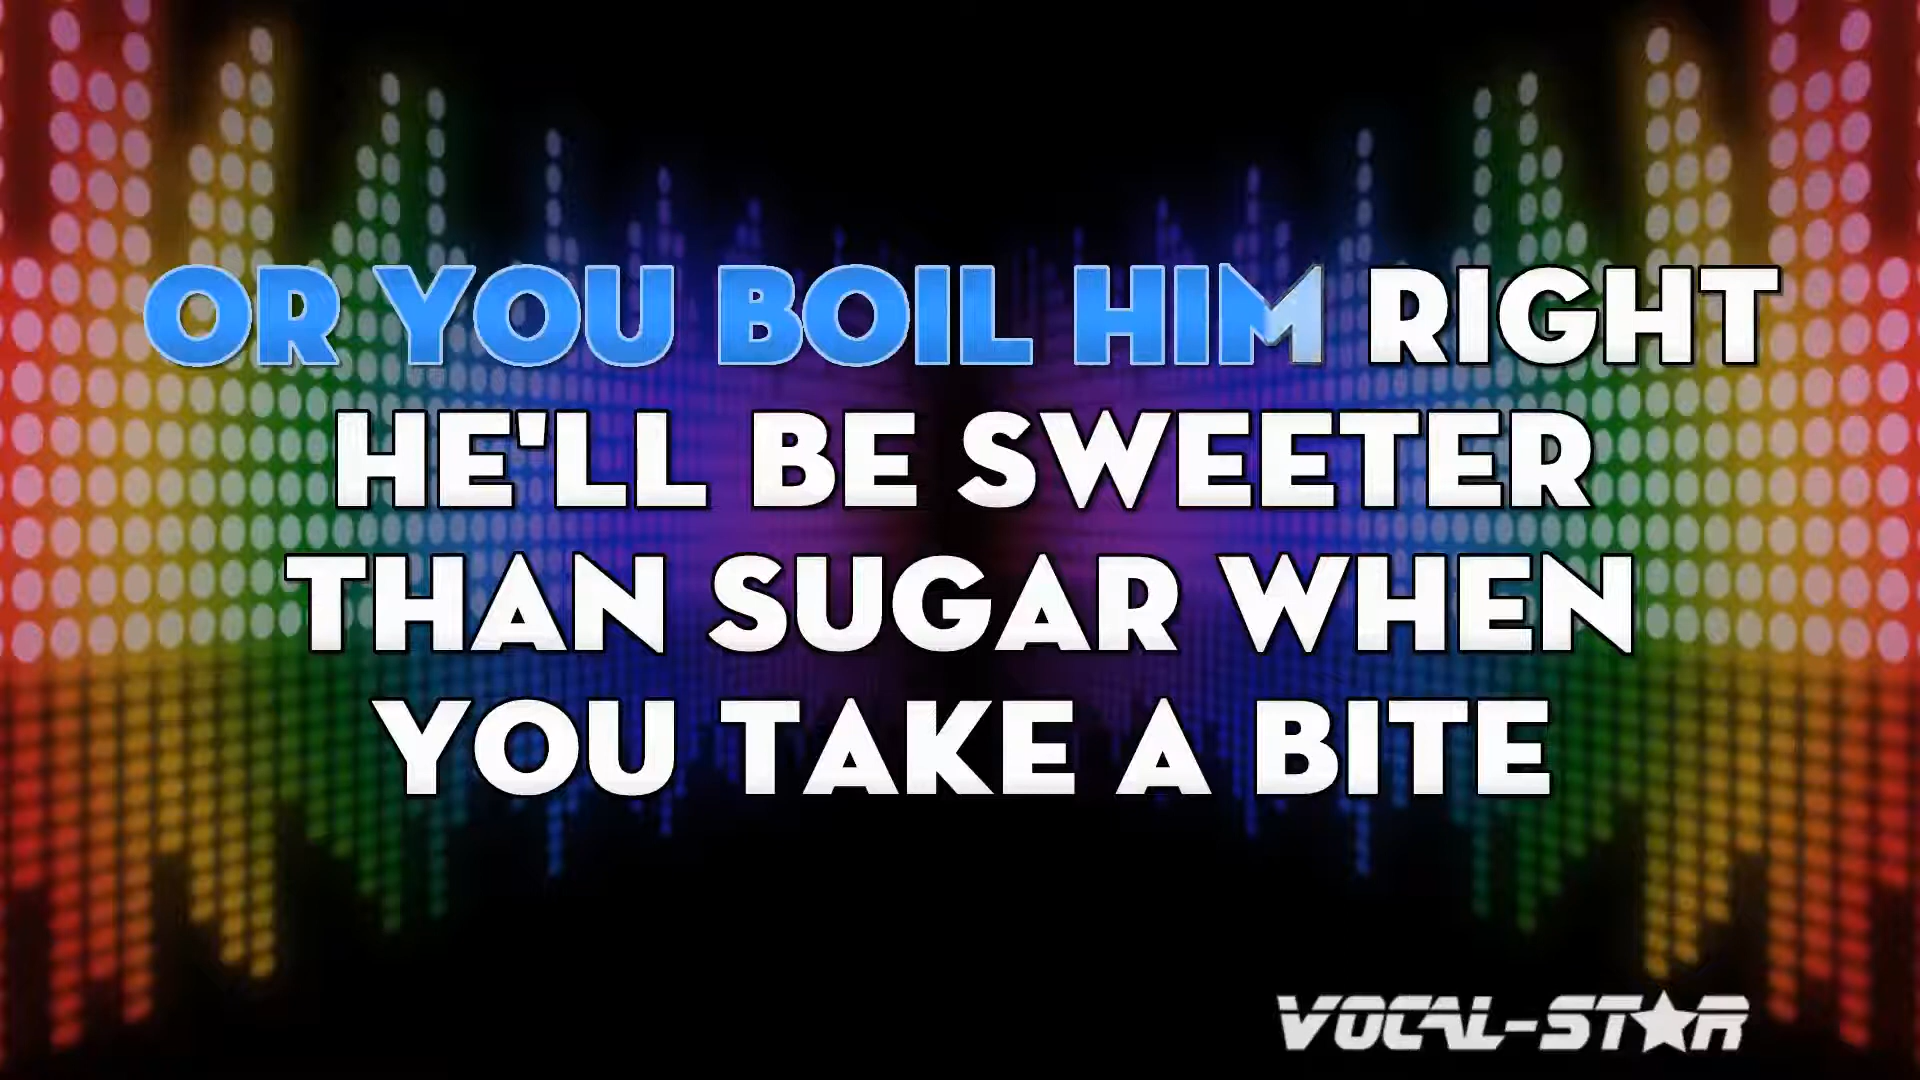 OR YOU BOIL HIM RIGHT
HE'LL BE SWEETER
THAN SUGAR WHEN
YOU TAKE A BITE
VOCAL-STAR